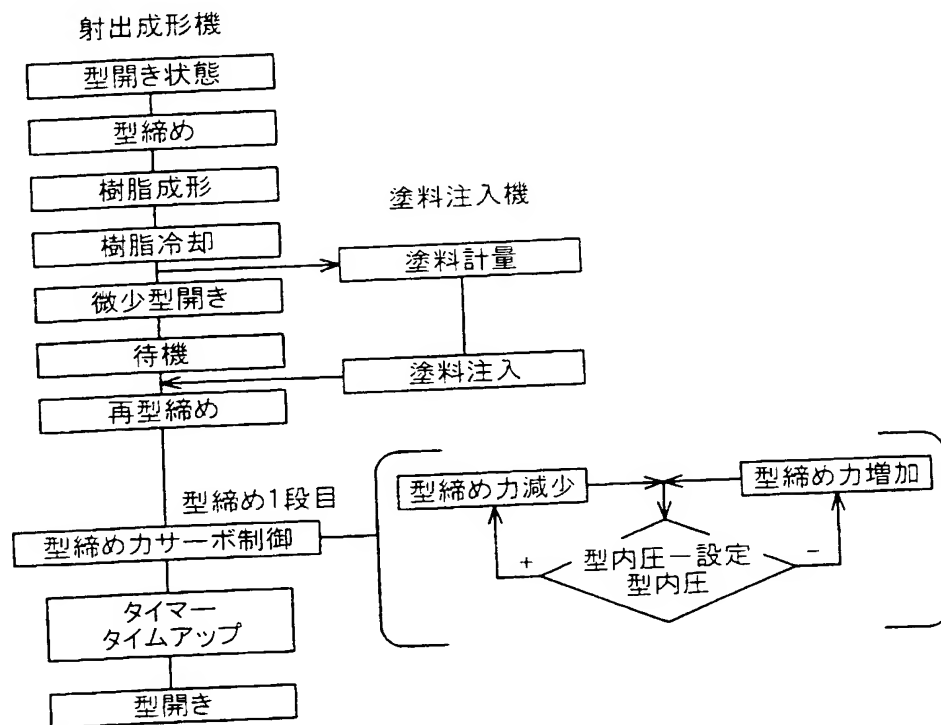 射出成形機
型開き状態
型締め
樹脂成形
樹脂冷却
微少型開き
待機
再型締め
塗料注入機
塗料計量
塗料注入
型締め1段目
型締め力サーボ制御
タイマー
タイムアップ
型開き
型締め力減少
型締め力増加
+
型内圧－設定
型内圧
－